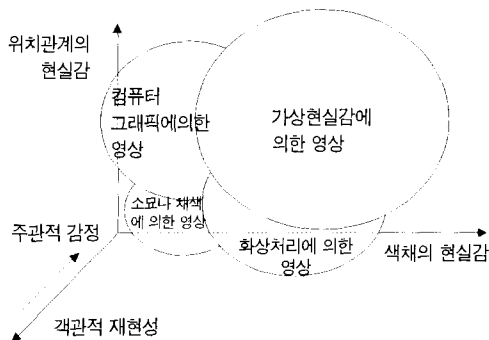 위치관계의
현실감
컴퓨터
그래픽에의한
영상
가상현실감에
의한 영상
소묘나 채색
에 의한 영상
주관적 감정
화상처리에 의한
영상
색채의 현실감
객관적 재현성